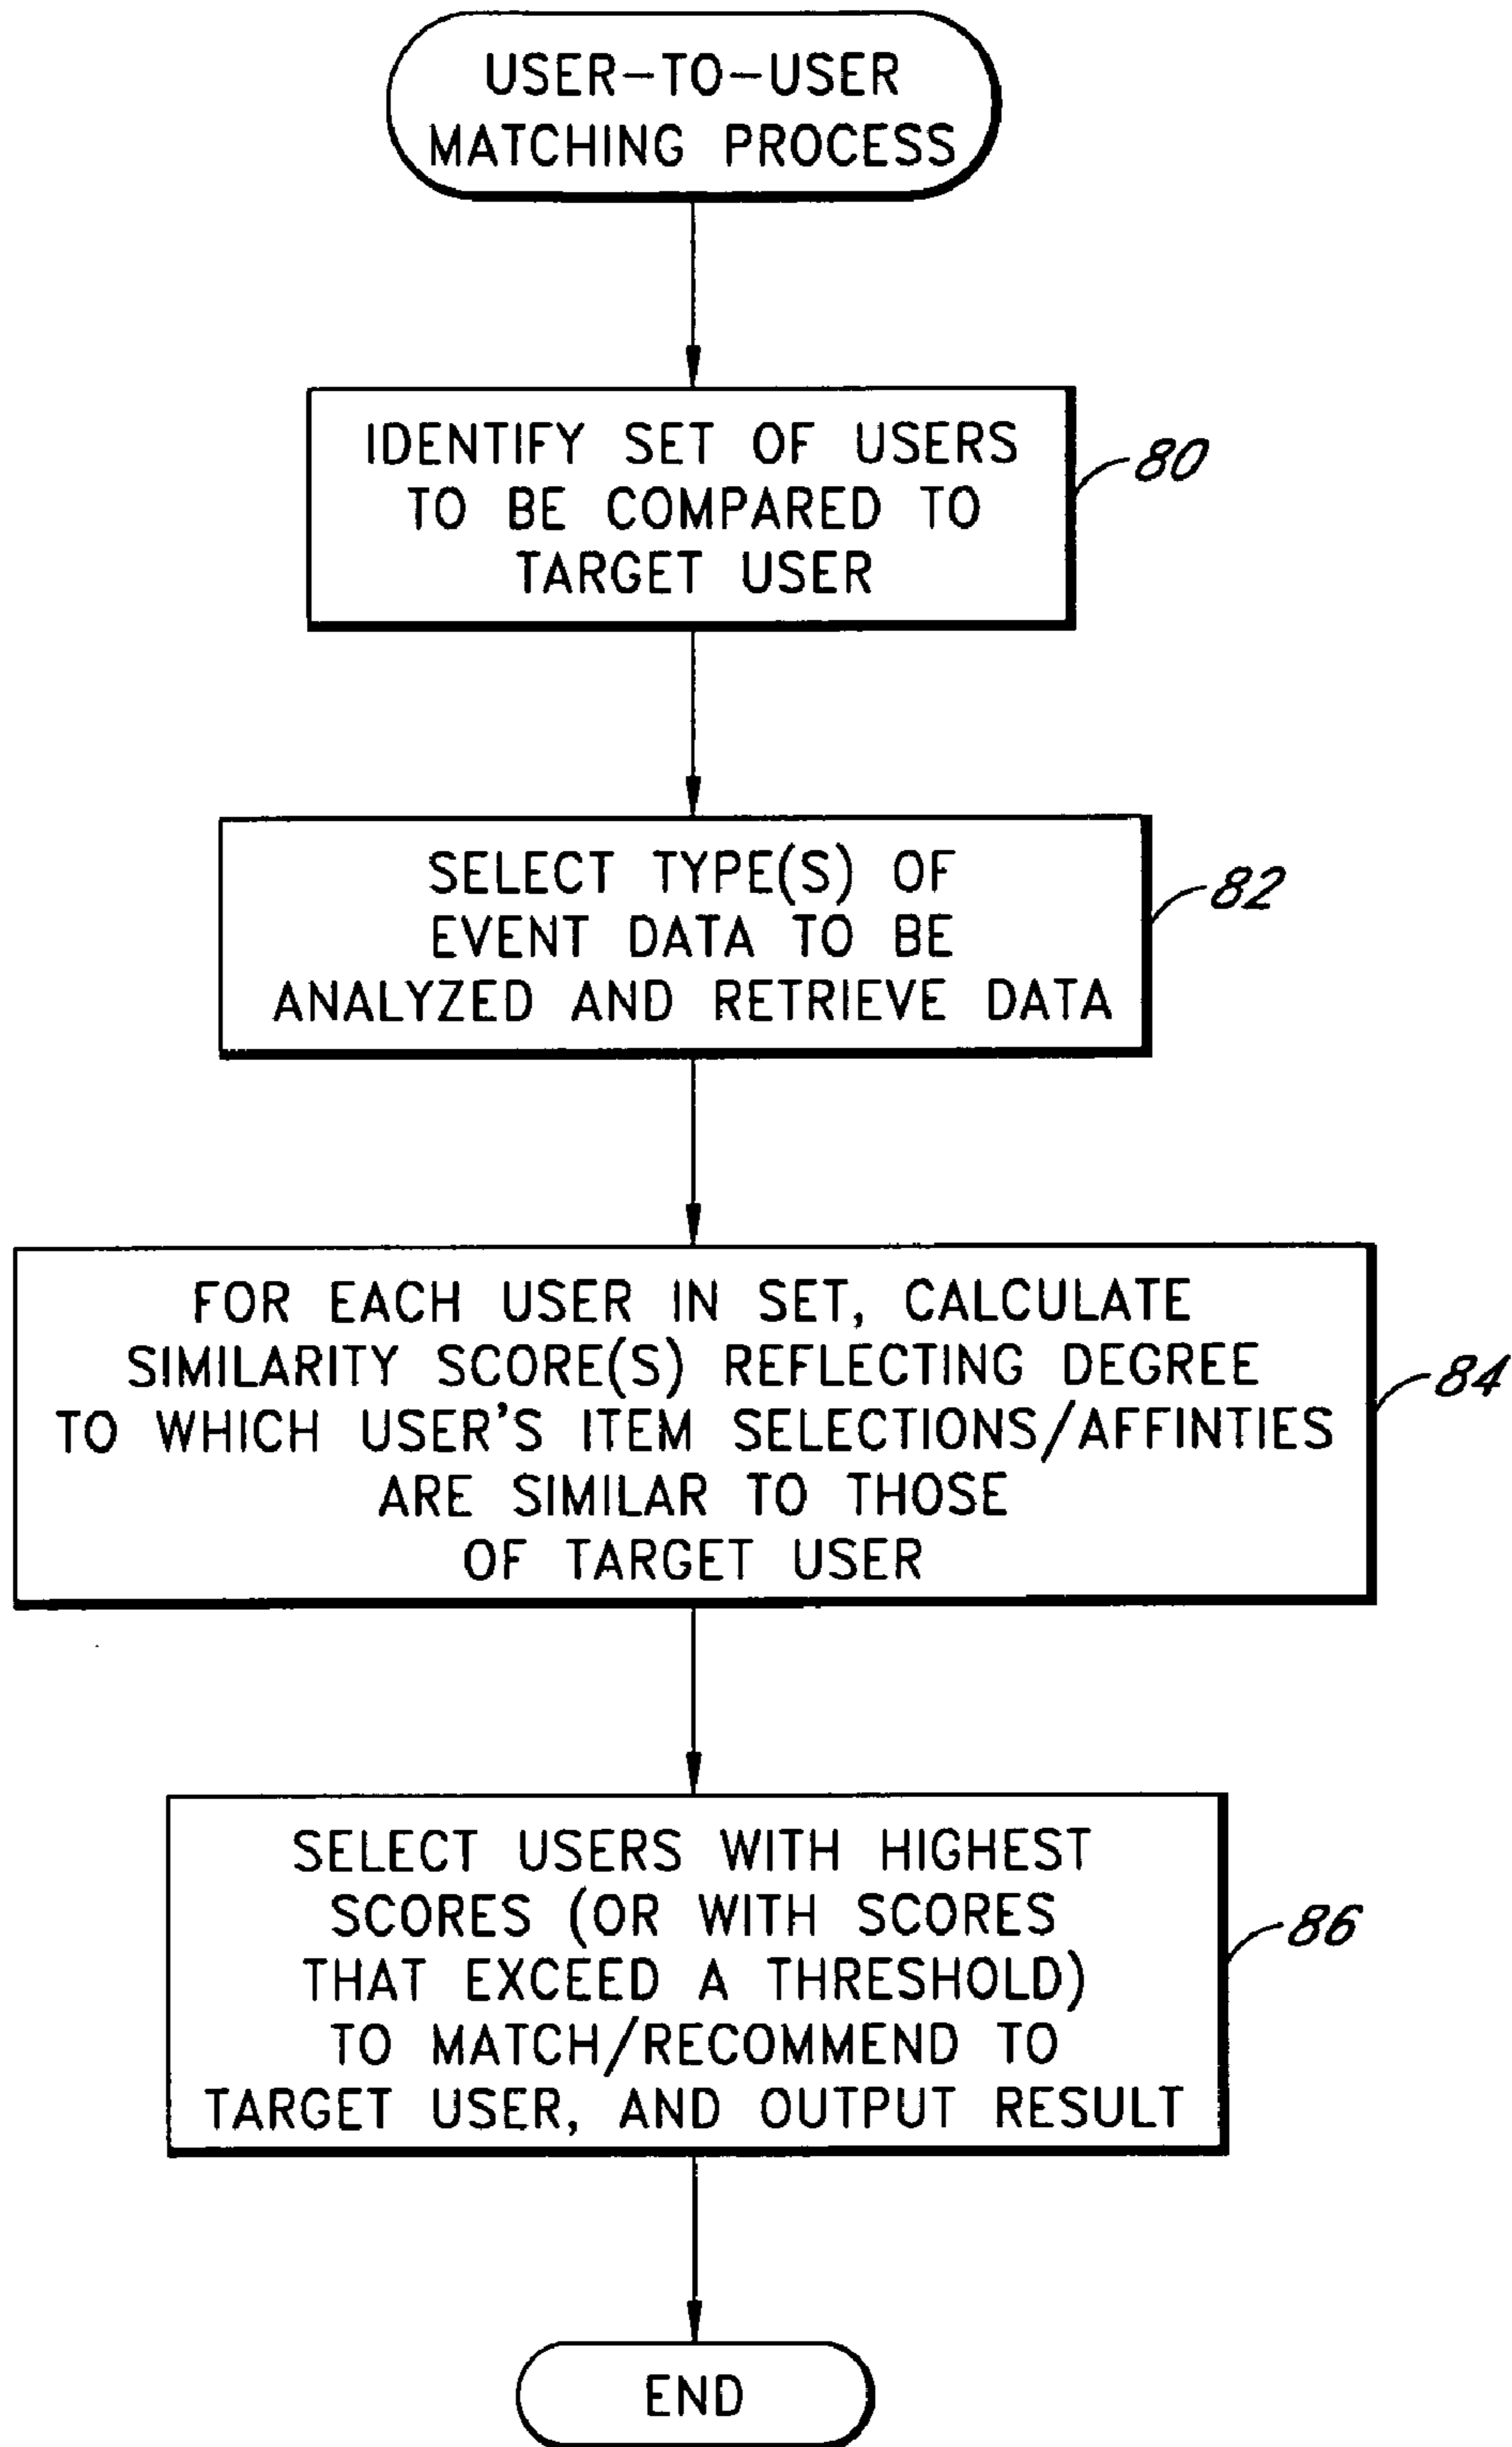 USER-TO-USER
MATCHING PROCESS
IDENTIFY SET OF USERS
TO BE COMPARED TO
TARGET USER
80
SELECT TYPE(S) OF
EVENT DATA TO BE
ANALYZED AND RETRIEVE DATA
82
FOR EACH USER IN SET, CALCULATE
SIMILARITY SCORE(S) REFLECTING DEGREE
TO WHICH USER'S ITEM SELECTIONS/AFFINTIES
ARE SIMILAR TO THOSE
OF TARGET USER
84
SELECT USERS WITH HIGHEST
SCORES (OR WITH SCORES
THAT EXCEED A THRESHOLD)
TO MATCH/RECOMMEND TO
TARGET USER, AND OUTPUT RESULT
86
END